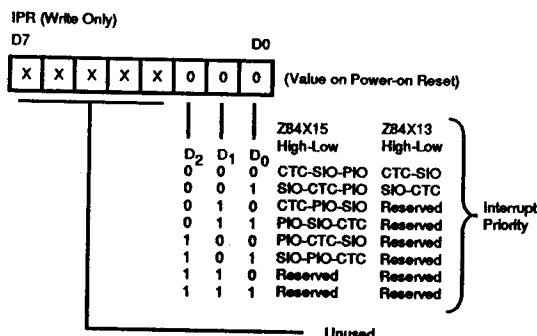 IPR (Write Only)
D7 D0
X X X X X 0 0 0 (Value on Power-on Reset)
Z84X15 Z84X13
High-Low High-Low
D2 D1 D0
0 0 0 CTC-SIO-PIO CTC-SIO
0 0 1 SIO-CTC-PIO SIO-CTC
0 1 0 CTC-PIO-SIO Reserved
0 1 1 PIO-SIO-CTC Reserved
1 0 0 PIO-CTC-SIO Reserved
1 0 1 SIO-PIO-CTC Reserved
1 1 0 Reserved Reserved
1 1 1 Reserved Reserved
Interrupt
Priority
Unused